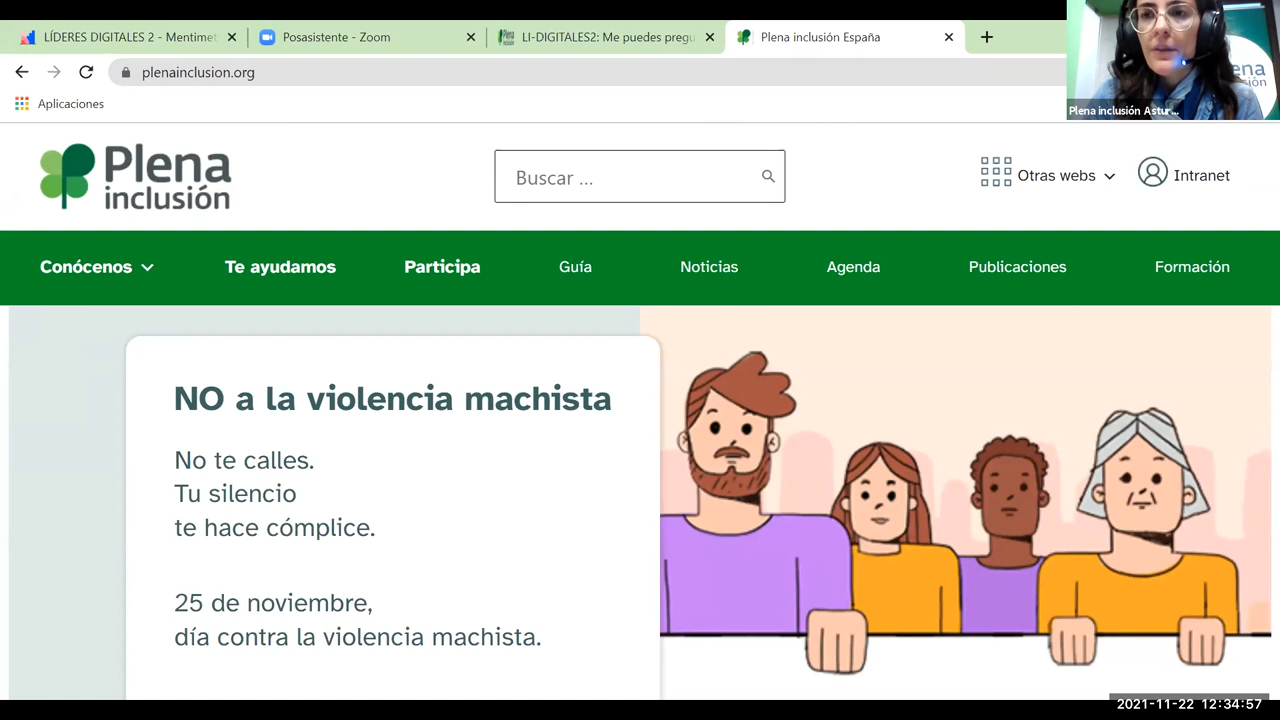 LÍDERES DIGITALES 2 - Mentimet
Posasistente - Zoom
LI-DIGITALES2: Me puedes pregu
Plena inclusión España
plenainclusion.org
Aplicaciones
Plena inclusión Astur...
Plena
inclusión
Buscar ...
Otras webs
Intranet
Conócenos
Te ayudamos
Participa
Guía
Noticias
Agenda
Publicaciones
Formación
NO a la violencia machista
No te calles.
Tu silencio
te hace cómplice.
25 de noviembre,
día contra la violencia machista.
2021-11-22 12:34:57